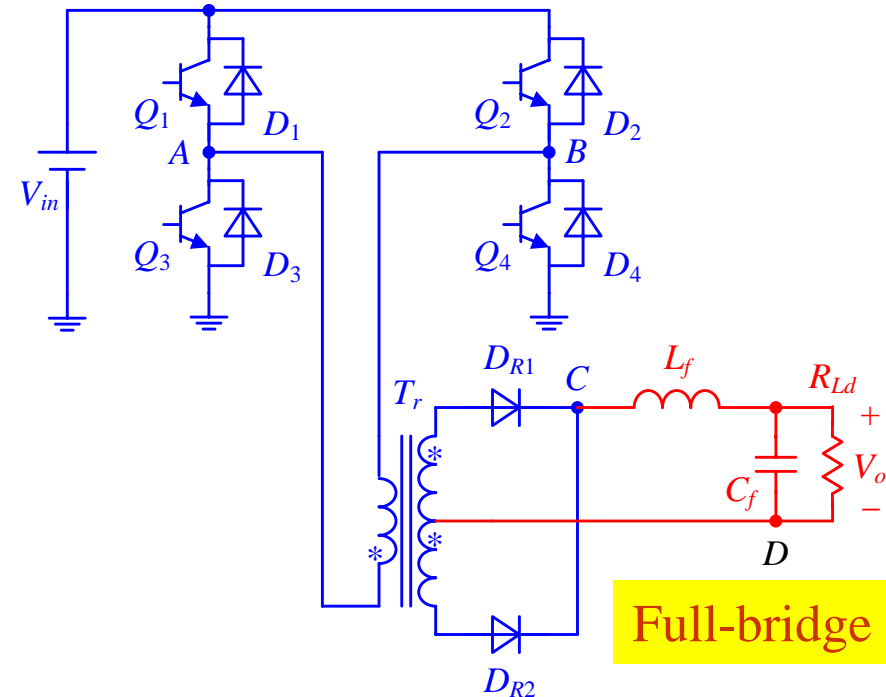 Q1
D1
Q2
D2
A
B
Vin
Q3
D3
Q4
D4
DR1
C
Lf
RLd
Tr
*
+
Cf
Vo
*
*
−
D
Full-bridge
DR2